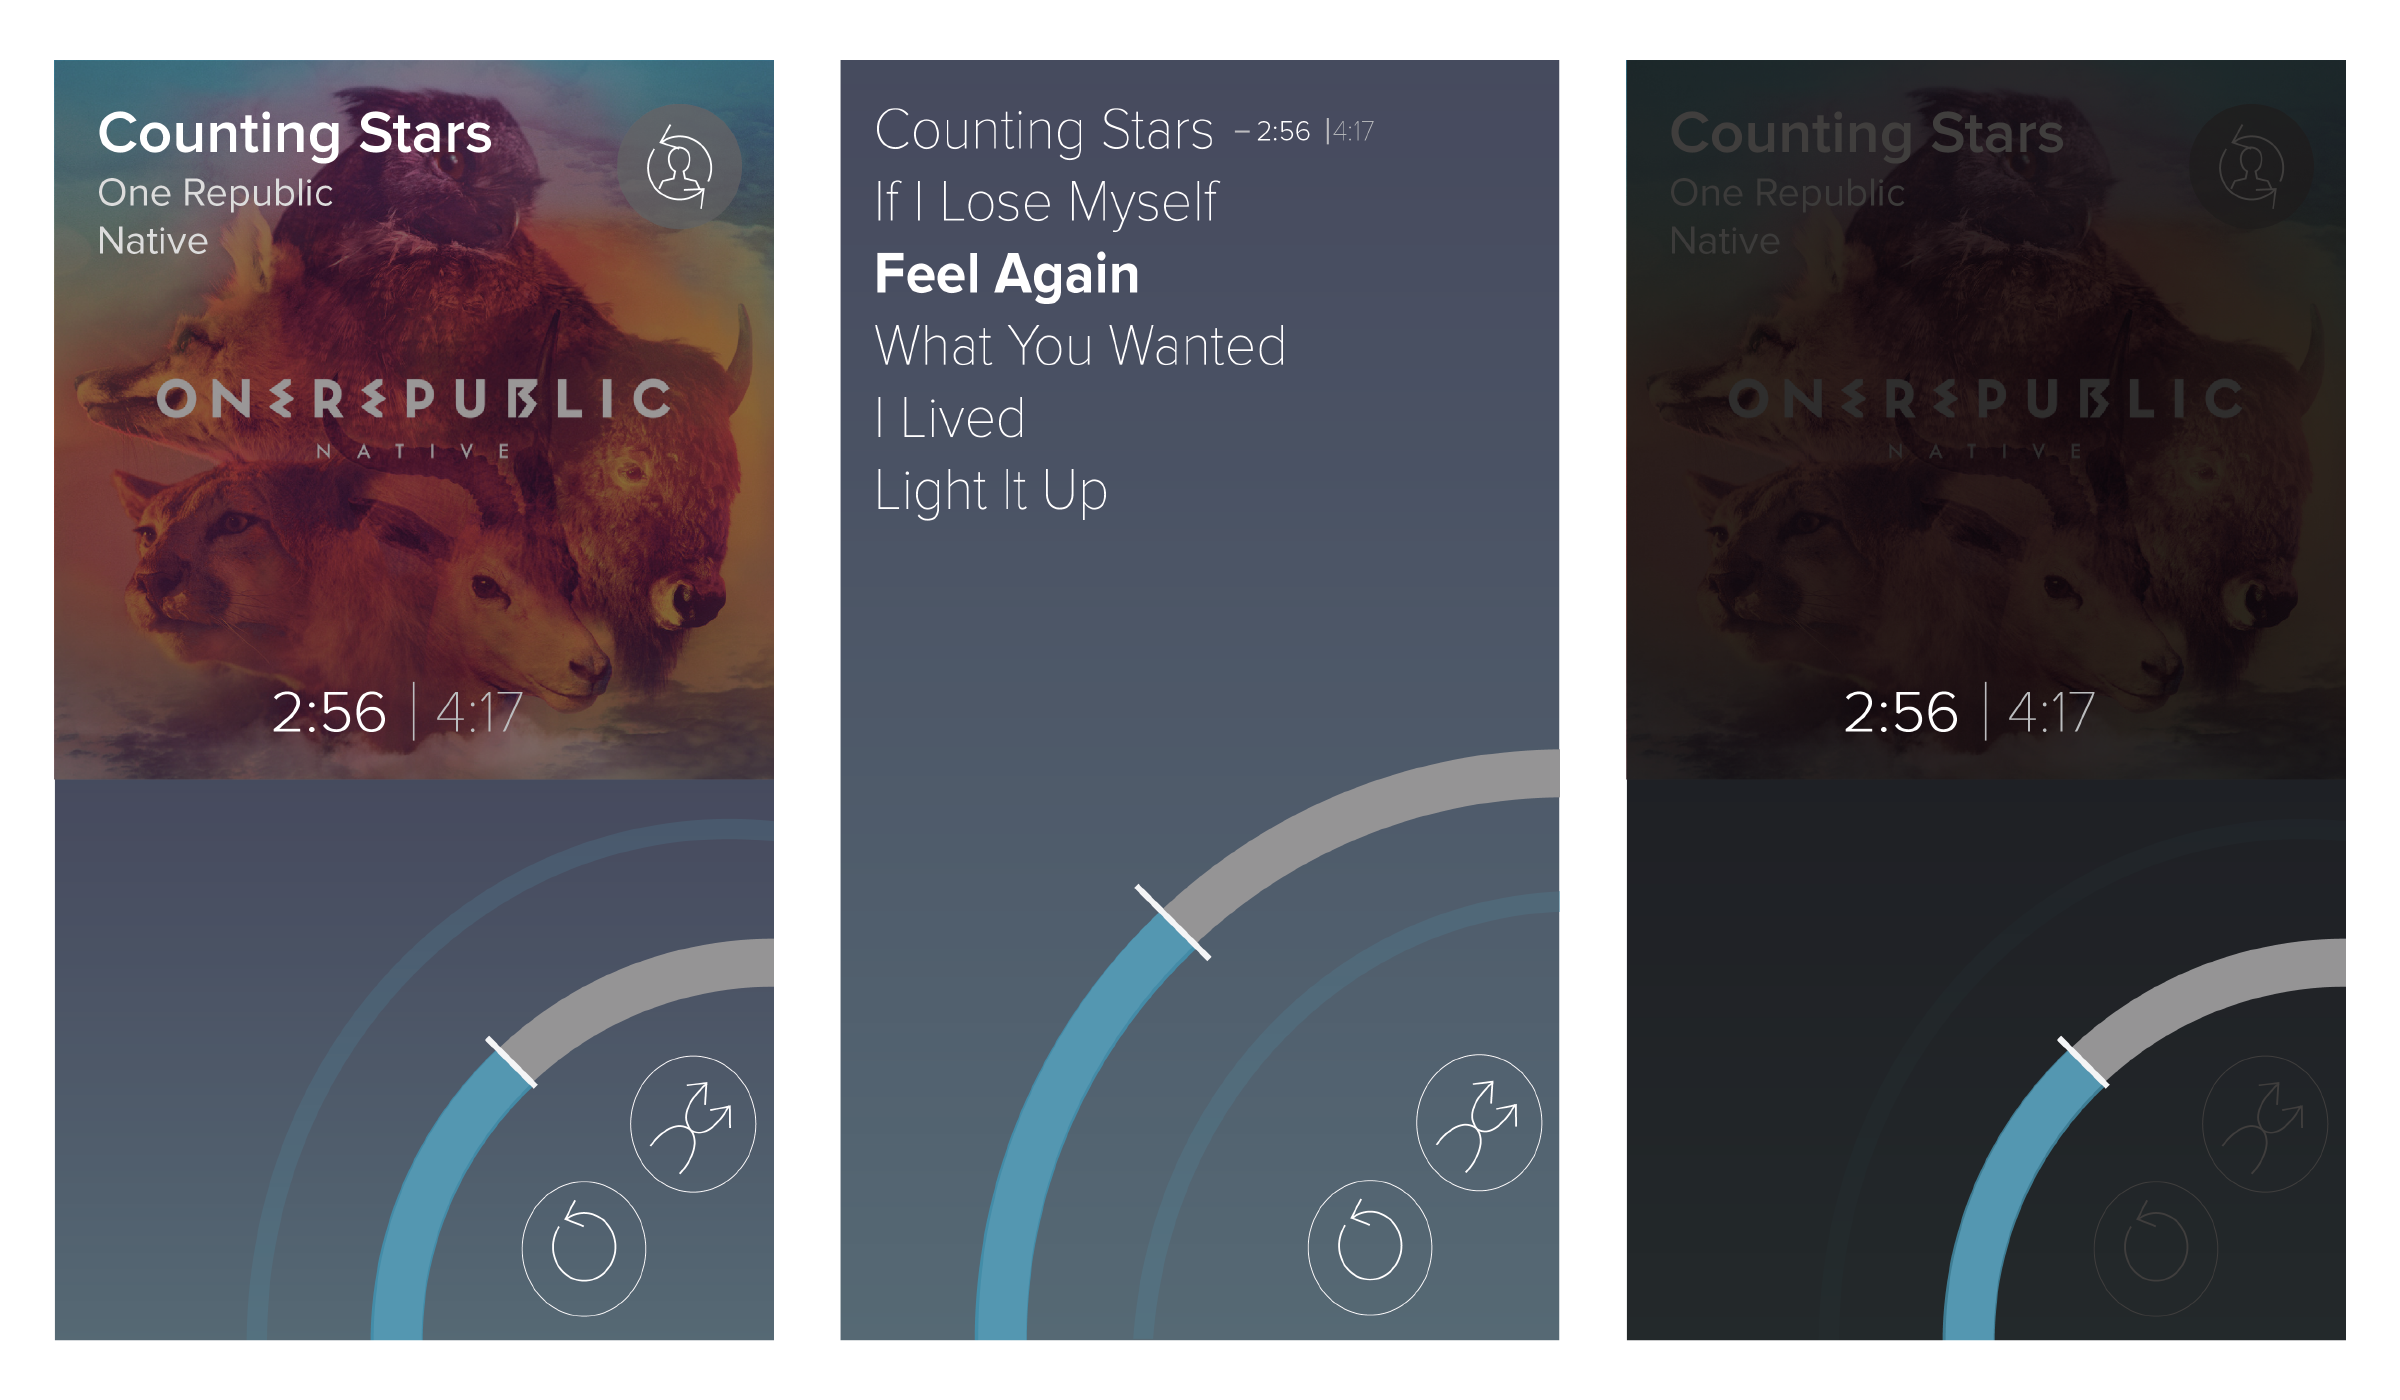 Counting Stars
One Republic
Native
ONEREPUBLIC
NATIVE
2:56 | 4:17
Counting Stars – 2:56 | 4:17
If I Lose Myself
Feel Again
What You Wanted
I Lived
Light It Up
Counting Stars
One Republic
Native
ONEREPUBLIC
NATIVE
2:56 | 4:17